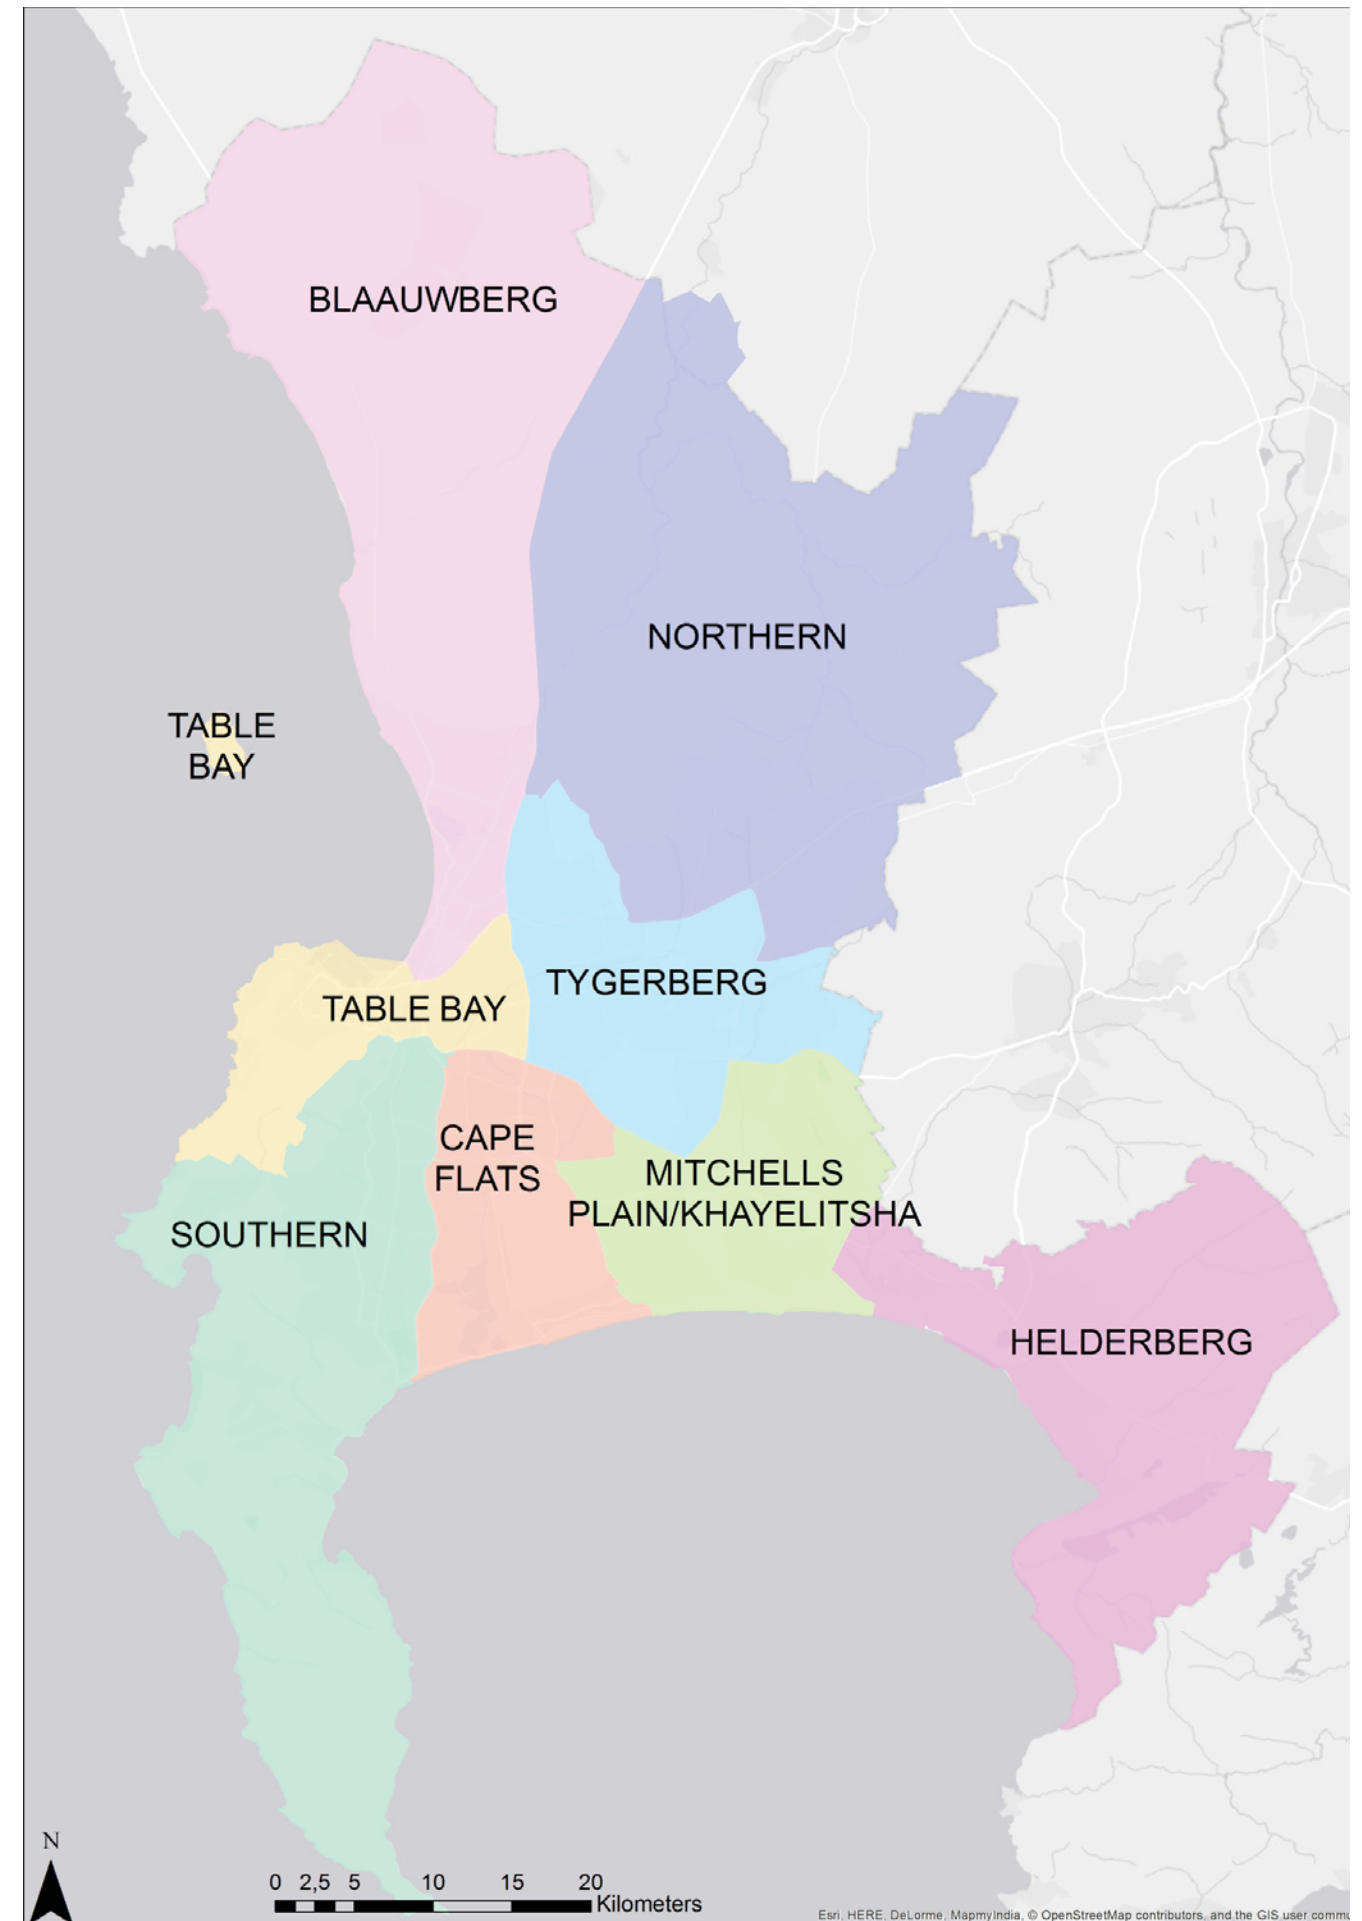 BLAAUWBERG
NORTHERN
TABLE
BAY
TYGERBERG
TABLE BAY
CAPE
FLATS
MITCHELLS
PLAIN/KHAYELITSHA
SOUTHERN
HELDERBERG
N
0 2,5 5 10 15 20
Kilometers
Esri, HERE, DeLorme, MapmyIndia, © OpenStreetMap contributors, and the GIS user commu